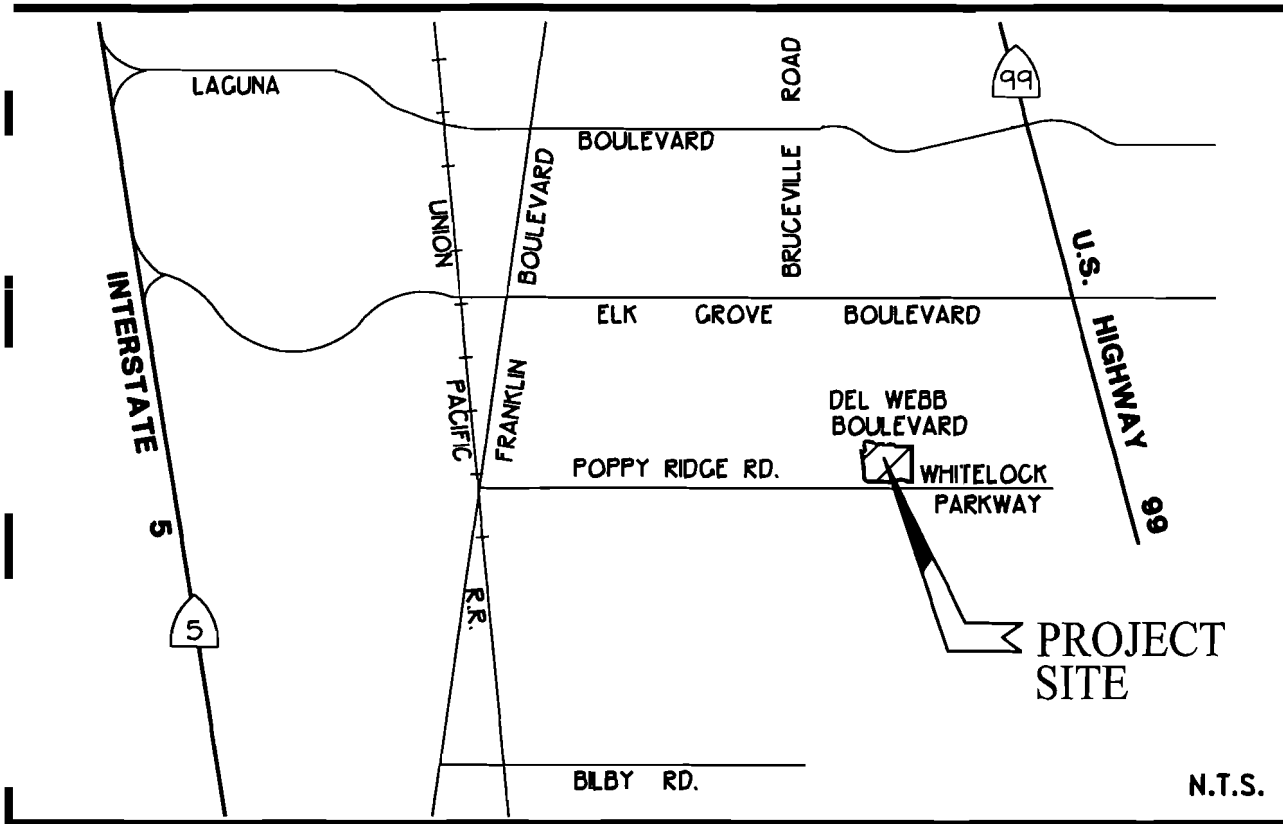 LAGUNA
BOULEVARD
BRUCEVILLE ROAD
99
UNION
PACIFIC
R.R.
FRANKLIN BOULEVARD
INTERSTATE 5
5
ELK GROVE BOULEVARD
U.S. HIGHWAY 99
DEL WEBB
BOULEVARD
POPPY RIDGE RD.
WHITELOCK
PARKWAY
PROJECT
SITE
BILBY RD.
N.T.S.